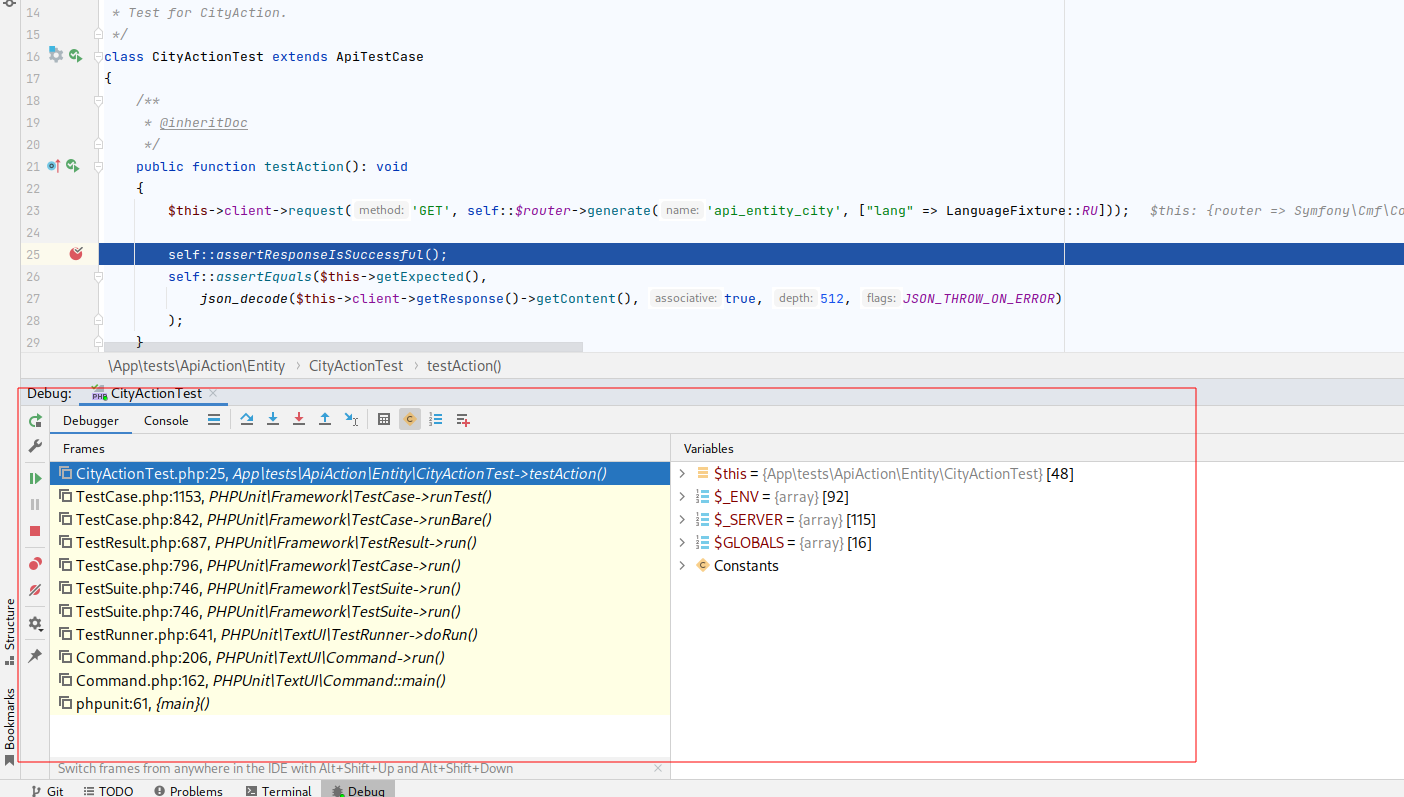 14 * Test for CityAction.
15 */
16 class CityActionTest extends ApiTestCase
17 {
18 /**
19 * @inheritDoc
20 */
21 public function testAction(): void
22 {
23 $this->client->request( method: 'GET', self::$router->generate( name: 'api_entity_city', ["lang" => LanguageFixture::RU])); $this: {router => Symfony\Cmf\Co
24
25 self::assertResponseIsSuccessful();
26 self::assertEquals($this->getExpected(),
27 json_decode($this->client->getResponse()->getContent(), associative: true, depth: 512, flags: JSON_THROW_ON_ERROR)
28 );
29 }
\App\tests\ApiAction\Entity › CityActionTest › testAction()
Debug: PHP CityActionTest ×
Debugger Console
Frames
CityActionTest.php:25, App\tests\ApiAction\Entity\CityActionTest->testAction()
TestCase.php:1153, PHPUnit\Framework\TestCase->runTest()
TestCase.php:842, PHPUnit\Framework\TestCase->runBare()
TestResult.php:687, PHPUnit\Framework\TestResult->run()
TestCase.php:796, PHPUnit\Framework\TestCase->run()
TestSuite.php:746, PHPUnit\Framework\TestSuite->run()
TestSuite.php:746, PHPUnit\Framework\TestSuite->run()
TestRunner.php:641, PHPUnit\TextUI\TestRunner->doRun()
Command.php:206, PHPUnit\TextUI\Command->run()
Command.php:162, PHPUnit\TextUI\Command::main()
phpunit:61, {main}()
Switch frames from anywhere in the IDE with Alt+Shift+Up and Alt+Shift+Down
Variables
$this = {App\tests\ApiAction\Entity\CityActionTest} [48]
$_ENV = {array} [92]
$_SERVER = {array} [115]
$GLOBALS = {array} [16]
Constants
Structure
Bookmarks
Git TODO Problems Terminal Debug